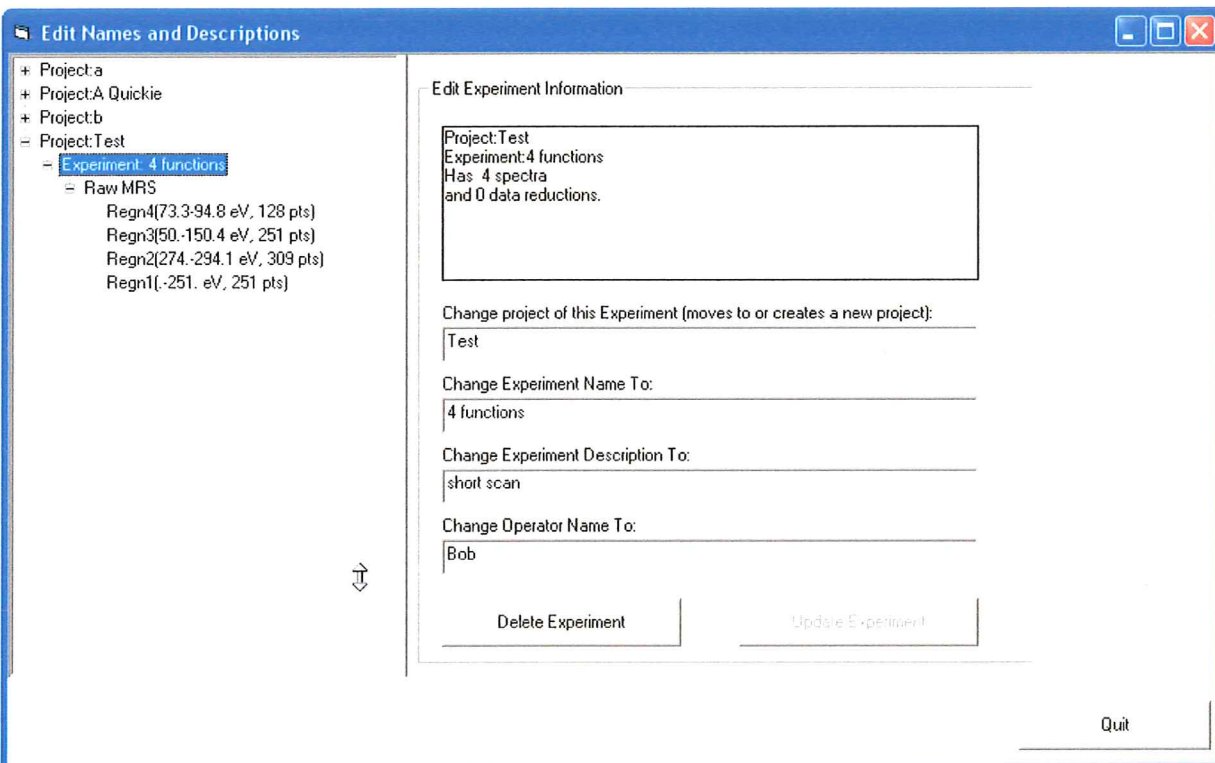 Edit Names and Descriptions
Project:a
Project:A Quickie
Project:b
Project:Test
Experiment: 4 functions
Raw MRS
Regn4(73.3-94.8 eV, 128 pts)
Regn3(50.-150.4 eV, 251 pts)
Regn2(274.-294.1 eV, 309 pts)
Regn1(.-251. eV, 251 pts)
Edit Experiment Information
Project:Test
Experiment:4 functions
Has  4 spectra
and 0 data reductions.
Change project of this Experiment (moves to or creates a new project):
Test
Change Experiment Name To:
4 functions
Change Experiment Description To:
short scan
Change Operator Name To:
Bob
Delete Experiment
Update Experiment
Quit